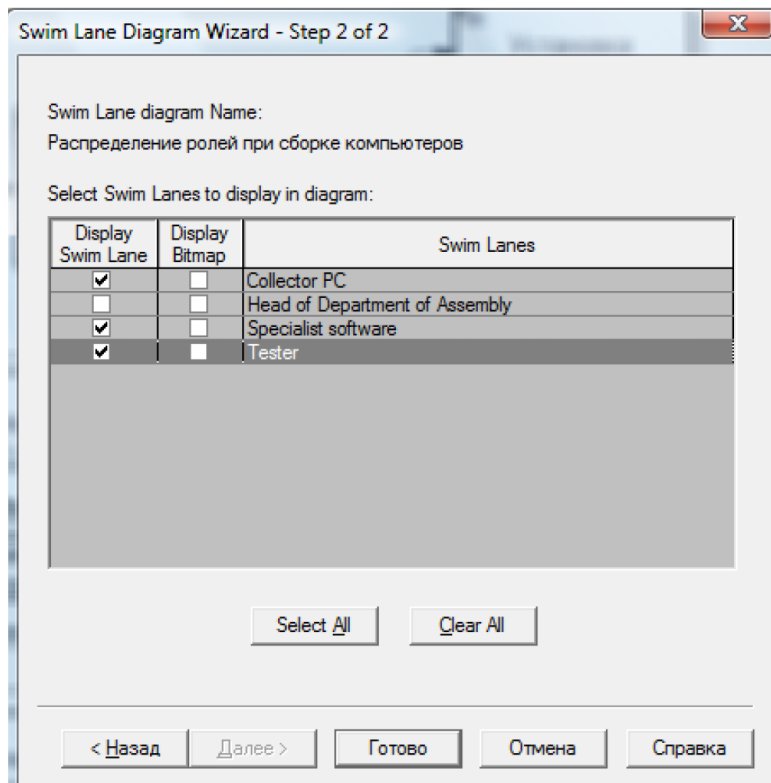 Swim Lane Diagram Wizard - Step 2 of 2
Установка
Swim Lane diagram Name:
Распределение ролей при сборке компьютеров
Select Swim Lanes to display in diagram:
Display Swim Lane
Display Bitmap
Swim Lanes
Collector PC
Head of Department of Assembly
Specialist software
Tester
Select All
Clear All
< Назад
Далее >
Готово
Отмена
Справка